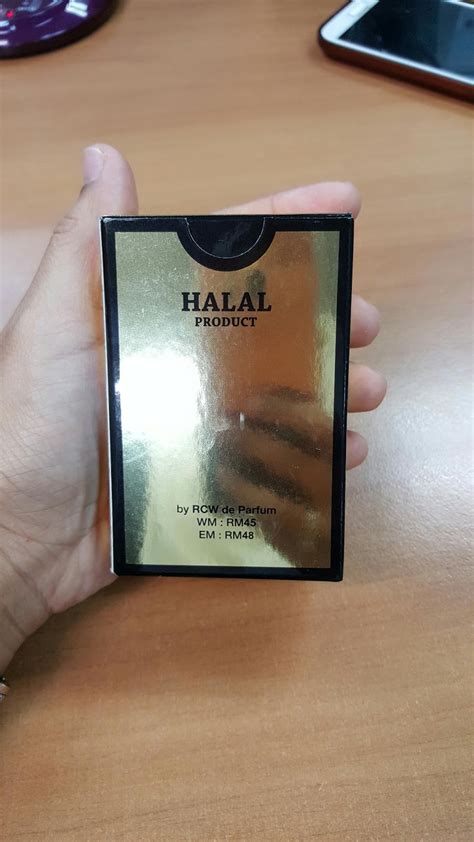 HALAL
PRODUCT
by RCW de Parfum
WM : RM45
EM : RM48